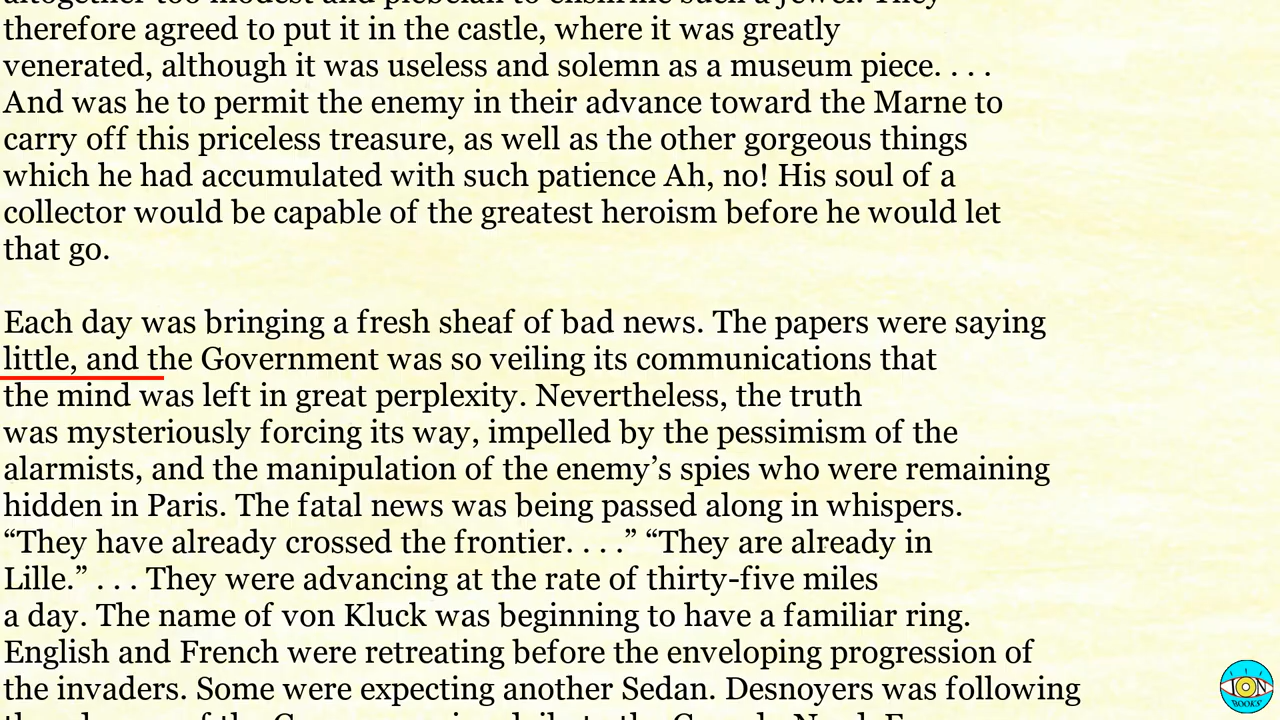 therefore agreed to put it in the castle, where it was greatly
venerated, although it was useless and solemn as a museum piece. . . .
And was he to permit the enemy in their advance toward the Marne to
carry off this priceless treasure, as well as the other gorgeous things
which he had accumulated with such patience Ah, no! His soul of a
collector would be capable of the greatest heroism before he would let
that go.
Each day was bringing a fresh sheaf of bad news. The papers were saying
little, and the Government was so veiling its communications that
the mind was left in great perplexity. Nevertheless, the truth
was mysteriously forcing its way, impelled by the pessimism of the
alarmists, and the manipulation of the enemy’s spies who were remaining
hidden in Paris. The fatal news was being passed along in whispers.
“They have already crossed the frontier. . . .” “They are already in
Lille.” . . . They were advancing at the rate of thirty-five miles
a day. The name of von Kluck was beginning to have a familiar ring.
English and French were retreating before the enveloping progression of
the invaders. Some were expecting another Sedan. Desnoyers was following
BOOKS